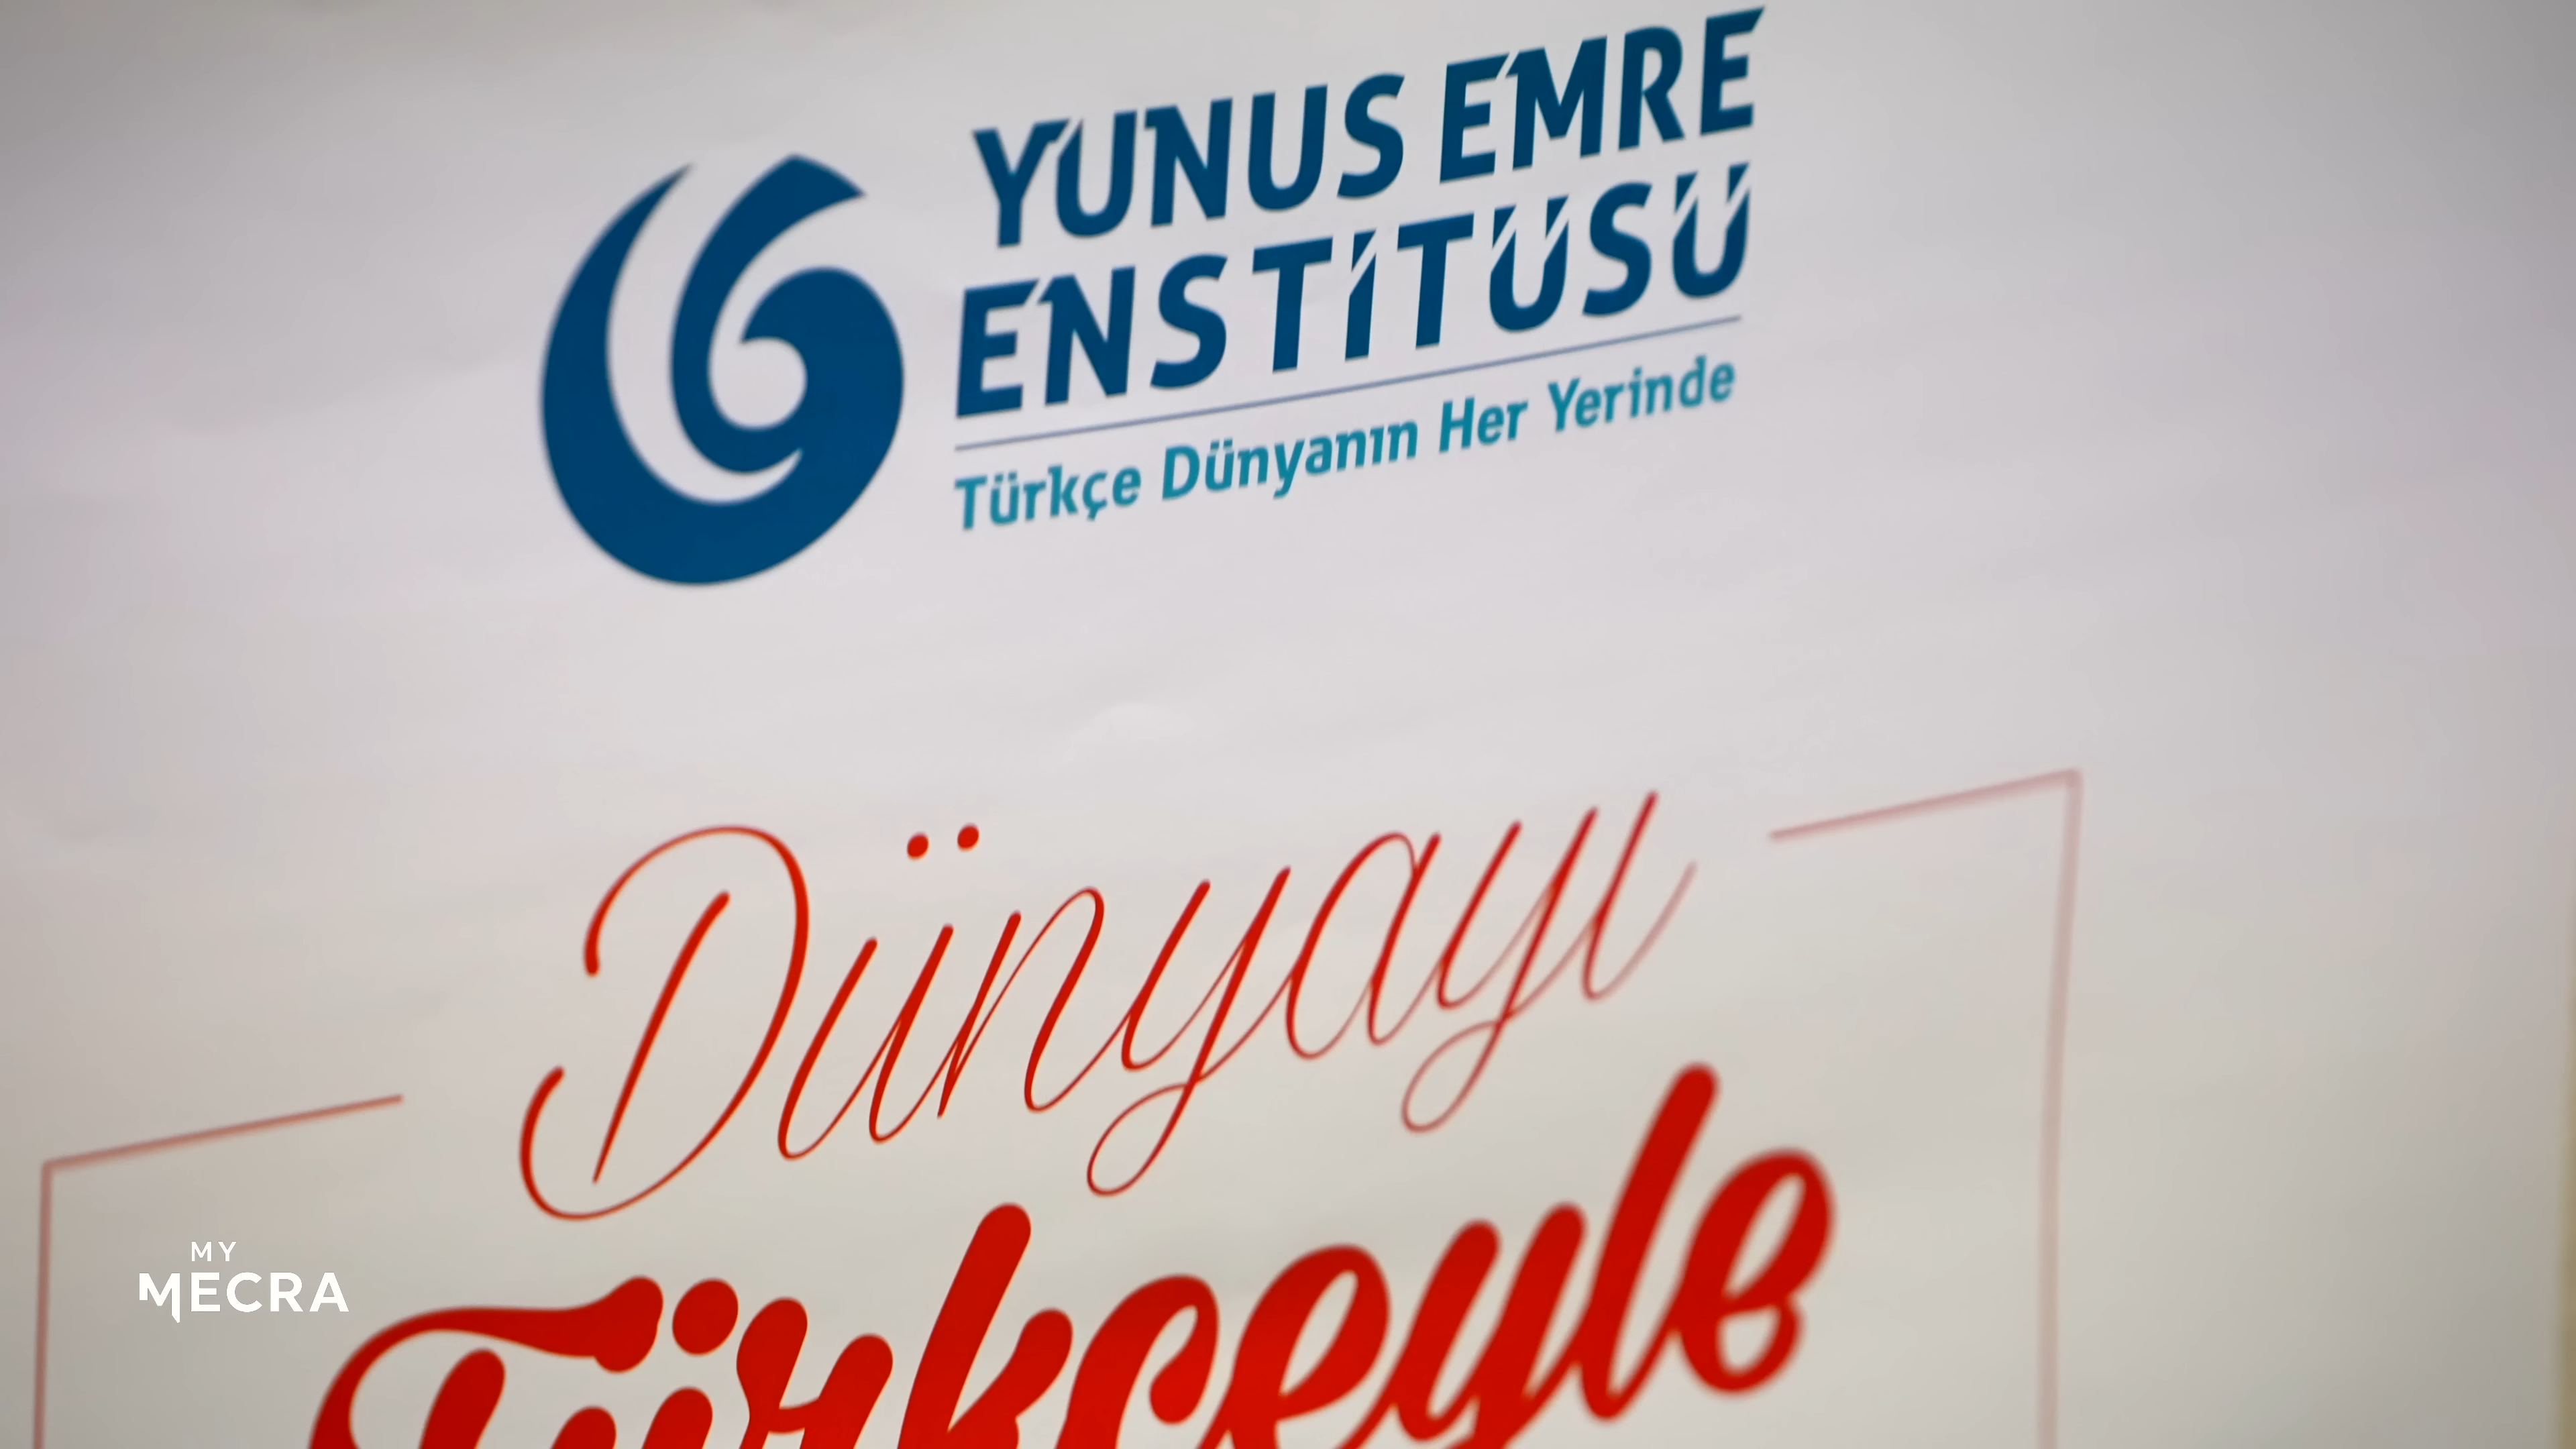 YUNUS EMRE
ENSTİTÜSÜ
Türkçe Dünyanın Her Yerinde
Dünyayı
Türkçeyle
MY
MECRA